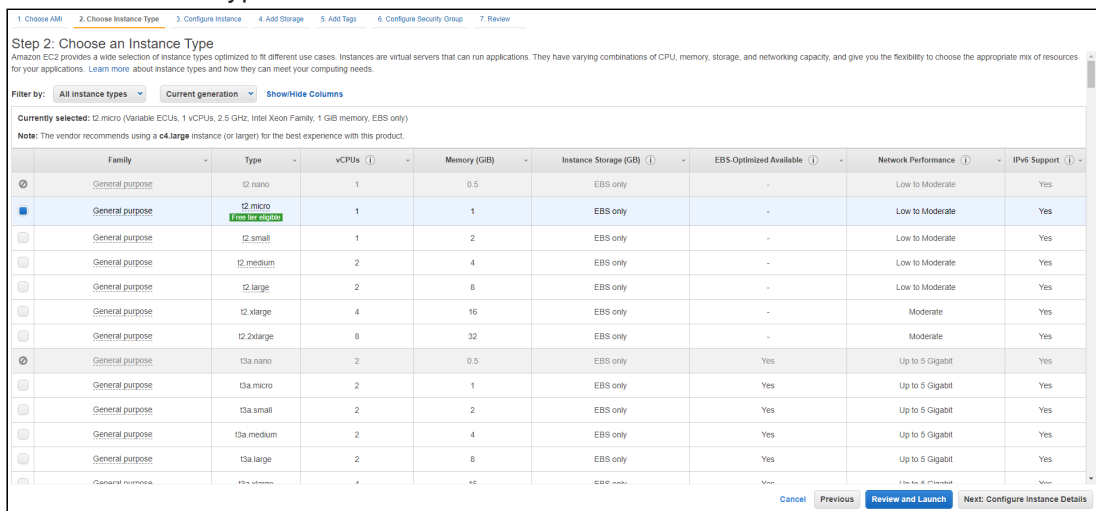 1. Choose AMI 2. Choose Instance Type 3. Configure Instance 4. Add Storage 5. Add Tags 6. Configure Security Group 7. Review
Step 2: Choose an Instance Type
Amazon EC2 provides a wide selection of instance types optimized to fit different use cases. Instances are virtual servers that can run applications. They have varying combinations of CPU, memory, storage, and networking capacity, and give you the flexibility to choose the appropriate mix of resources
for your applications. Learn more about instance types and how they can meet your computing needs.
Filter by: All instance types Current generation Show/Hide Columns
Currently selected: t2.micro (Variable ECUs, 1 vCPUs, 2.5 GHz, Intel Xeon Family, 1 GiB memory, EBS only)
Note: The vendor recommends using a c4.large instance (or larger) for the best experience with this product.
Family Type vCPUs Memory (GiB) Instance Storage (GB) EBS-Optimized Available Network Performance IPv6 Support
General purpose t2.nano 1 0.5 EBS only - Low to Moderate Yes
General purpose t2.micro 1 1 EBS only - Low to Moderate Yes
Free tier eligible
General purpose t2.small 1 2 EBS only - Low to Moderate Yes
General purpose t2.medium 2 4 EBS only - Low to Moderate Yes
General purpose t2.large 2 8 EBS only - Low to Moderate Yes
General purpose t2.xlarge 4 16 EBS only - Moderate Yes
General purpose t2.2xlarge 8 32 EBS only - Moderate Yes
General purpose t3a.nano 2 0.5 EBS only Yes Up to 5 Gigabit Yes
General purpose t3a.micro 2 1 EBS only Yes Up to 5 Gigabit Yes
General purpose t3a.small 2 2 EBS only Yes Up to 5 Gigabit Yes
General purpose t3a.medium 2 4 EBS only Yes Up to 5 Gigabit Yes
General purpose t3a.large 2 8 EBS only Yes Up to 5 Gigabit Yes
General purpose t3a.xlarge 4 16 EBS only Yes Up to 5 Gigabit Yes
Cancel Previous Review and Launch Next: Configure Instance Details